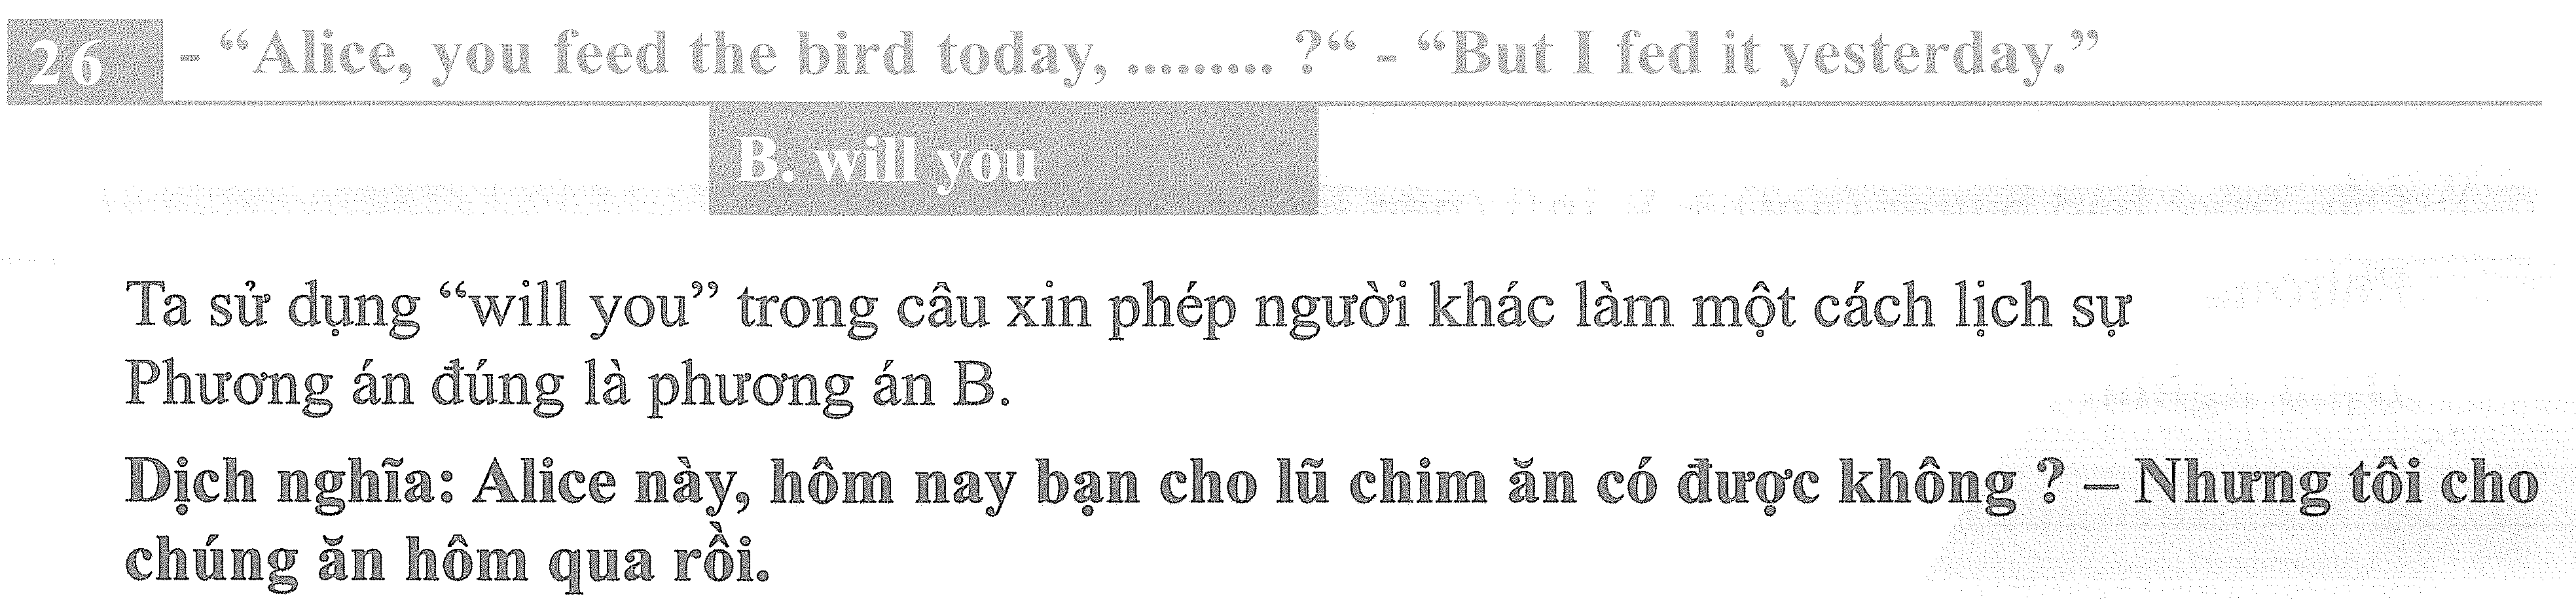 26 - “Alice, you feed the bird today, ......... ?“ - “But I fed it yesterday.”
B. will you
Ta sử dụng “will you” trong câu xin phép người khác làm một cách lịch sự
Phương án đúng là phương án B.
Dịch nghĩa: Alice này, hôm nay bạn cho lũ chim ăn có được không ? – Nhưng tôi cho
chúng ăn hôm qua rồi.